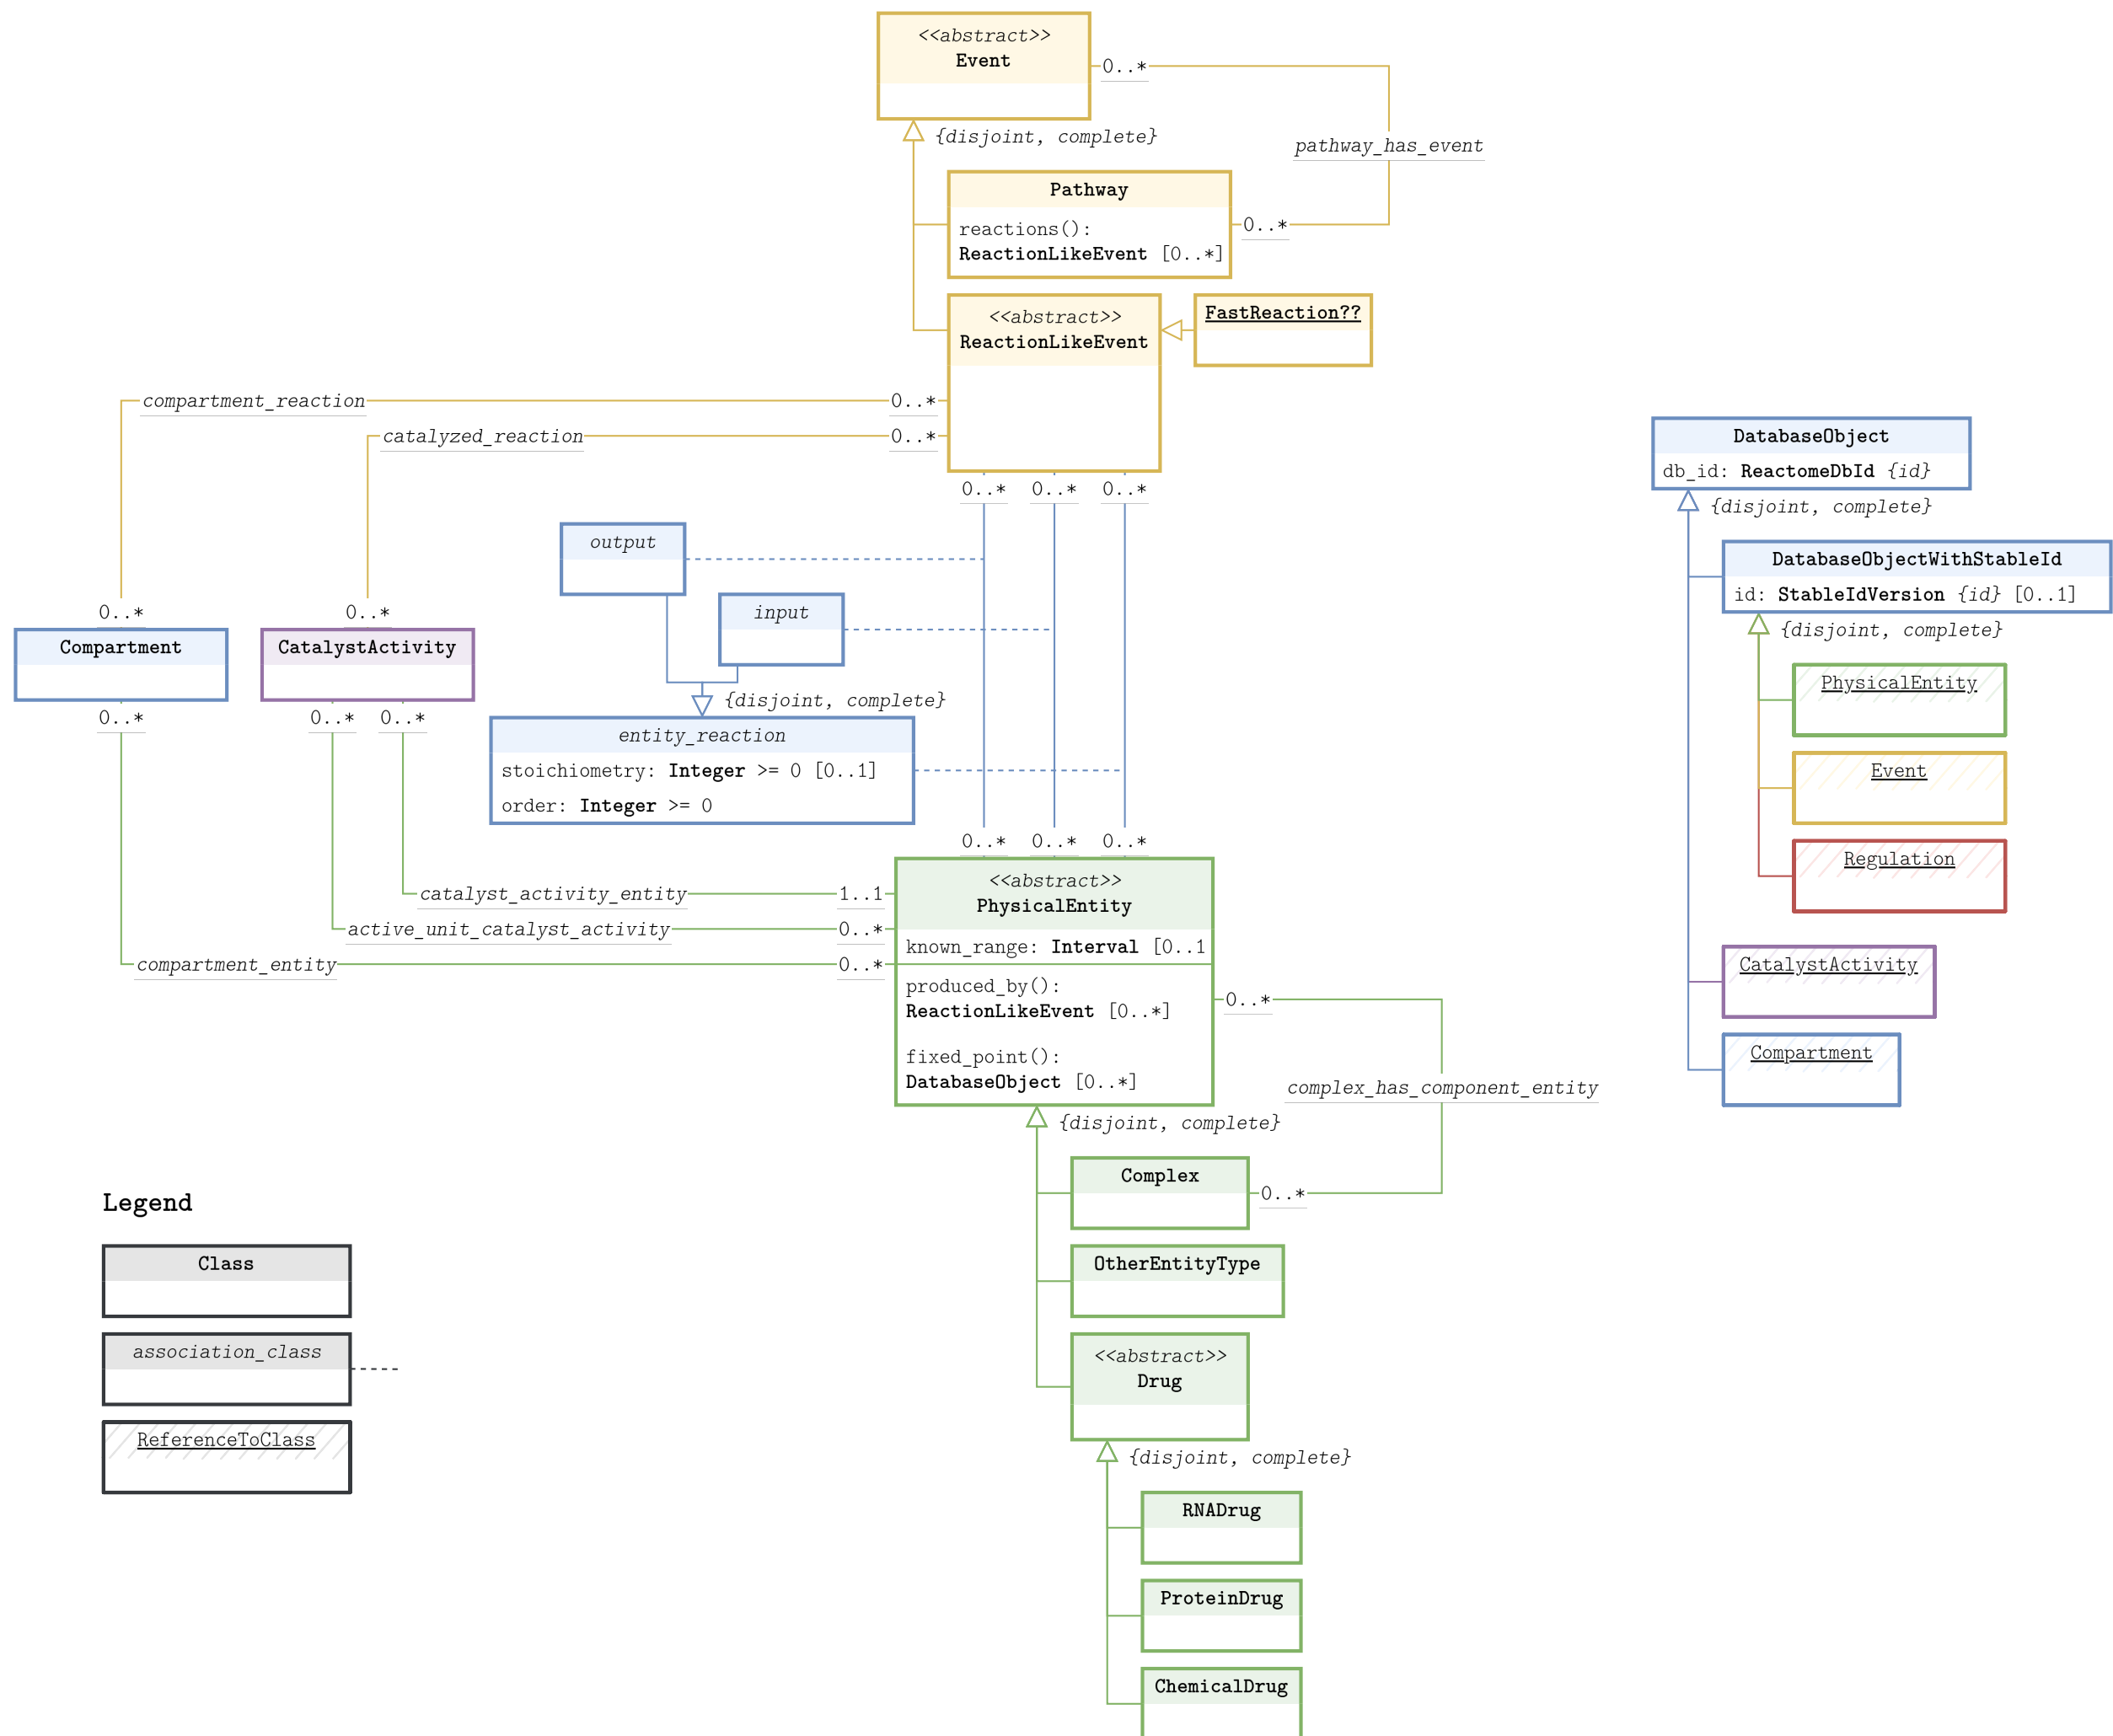 <<abstract>>
Event
0..*
{disjoint, complete}
pathway_has_event
Pathway
reactions():
ReactionLikeEvent [0..*]
0..*
<<abstract>>
ReactionLikeEvent
FastReaction??
compartment_reaction
0..*
catalyzed_reaction
0..*
0..*
0..*
0..*
output
input
0..*
0..*
Compartment
CatalystActivity
0..*
0..*
0..*
{disjoint, complete}
entity_reaction
stoichiometry: Integer >= 0 [0..1]
order: Integer >= 0
0..*
0..*
0..*
<<abstract>>
PhysicalEntity
known_range: Interval [0..1
produced_by():
ReactionLikeEvent [0..*]
fixed_point():
DatabaseObject [0..*]
catalyst_activity_entity
1..1
active_unit_catalyst_activity
0..*
compartment_entity
0..*
0..*
complex_has_component_entity
{disjoint, complete}
Complex
0..*
OtherEntityType
<<abstract>>
Drug
{disjoint, complete}
RNADrug
ProteinDrug
ChemicalDrug
DatabaseObject
db_id: ReactomeDbId {id}
{disjoint, complete}
DatabaseObjectWithStableId
id: StableIdVersion {id} [0..1]
{disjoint, complete}
PhysicalEntity
Event
Regulation
CatalystActivity
Compartment
Legend
Class
association_class
ReferenceToClass